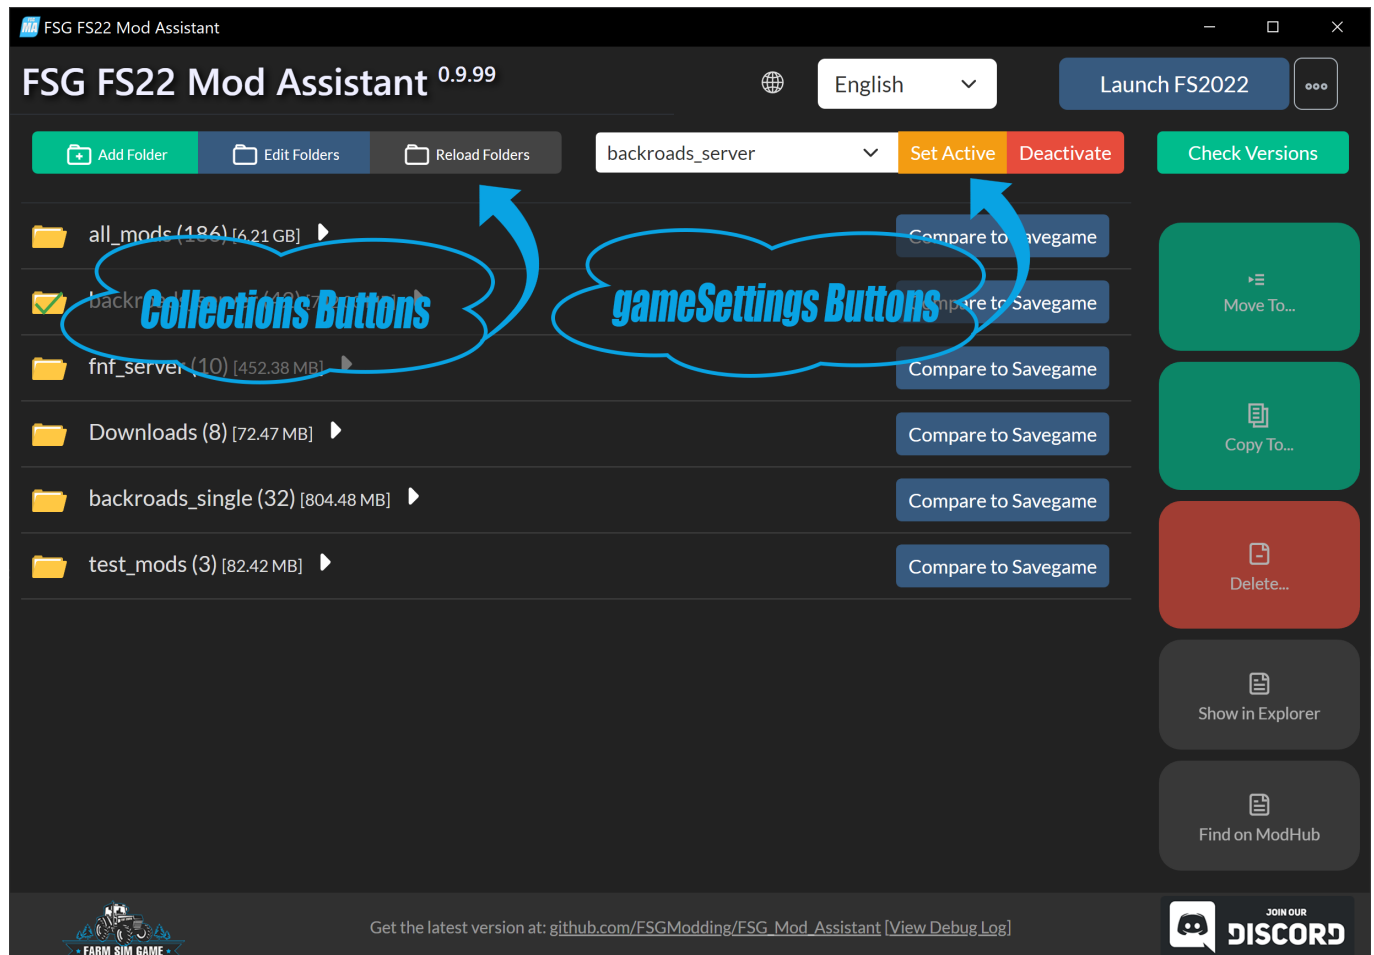 FSG FS22 Mod Assistant
FSG FS22 Mod Assistant 0.9.99
English
Launch FS2022
Add Folder
Edit Folders
Reload Folders
backroads_server
Set Active
Deactivate
Check Versions
all_mods (186) [6.21 GB]
Compare to Savegame
Collections Buttons
gameSettings Buttons
Compare to Savegame
fnf_server (10) [452.38 MB]
Compare to Savegame
Downloads (8) [72.47 MB]
Compare to Savegame
backroads_single (32) [804.48 MB]
Compare to Savegame
test_mods (3) [82.42 MB]
Compare to Savegame
Move To...
Copy To...
Delete...
Show in Explorer
Find on ModHub
FARM SIM GAME
Get the latest version at: github.com/FSGModding/FSG_Mod_Assistant [View Debug Log]
JOIN OUR
DISCORD